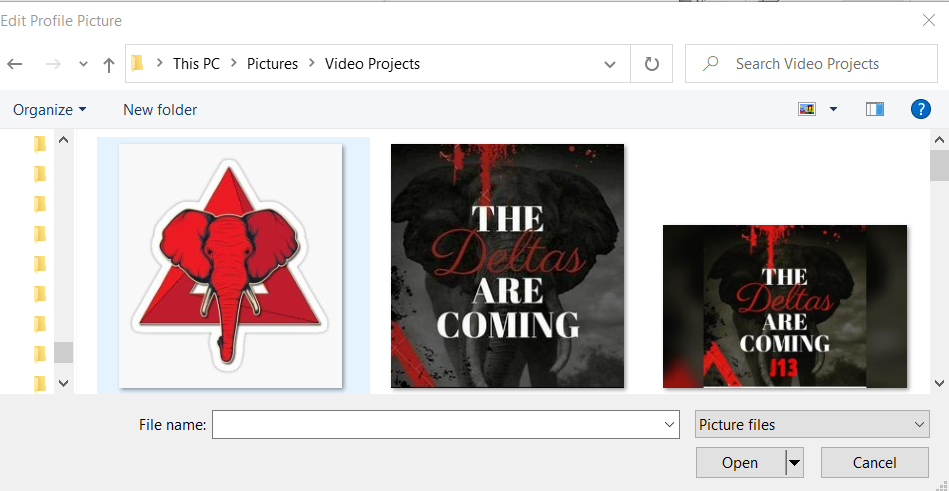 Edit Profile Picture
This PC > Pictures > Video Projects
Search Video Projects
Organize
New folder
?
THE
Deltas
ARE
COMING
THE
Deltas
ARE
COMING
J13
File name:
Picture files
Open
Cancel